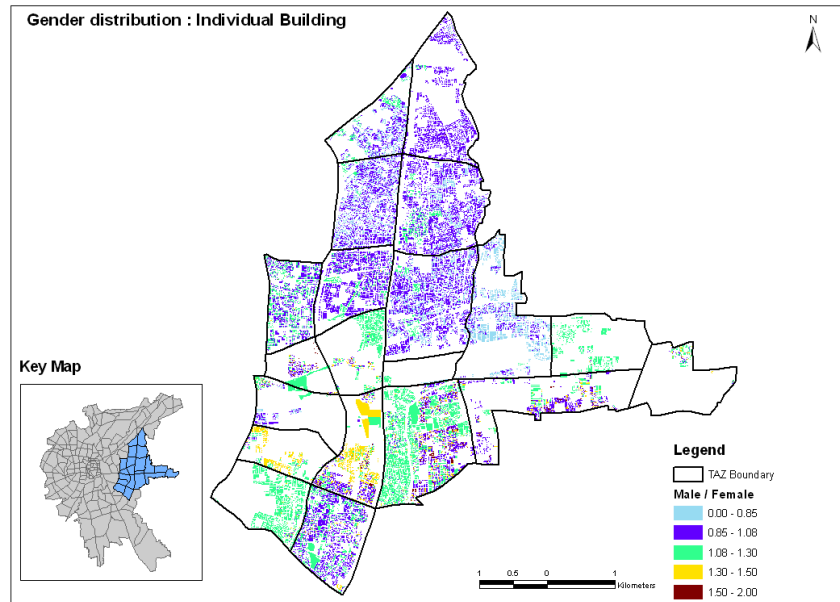 Gender distribution : Individual Building
N
Key Map
Legend
TAZ Boundary
Male / Female
0.00 - 0.85
0.85 - 1.08
1.08 - 1.30
1.30 - 1.50
1.50 - 2.00
1 0.5 0 1
Kilometers